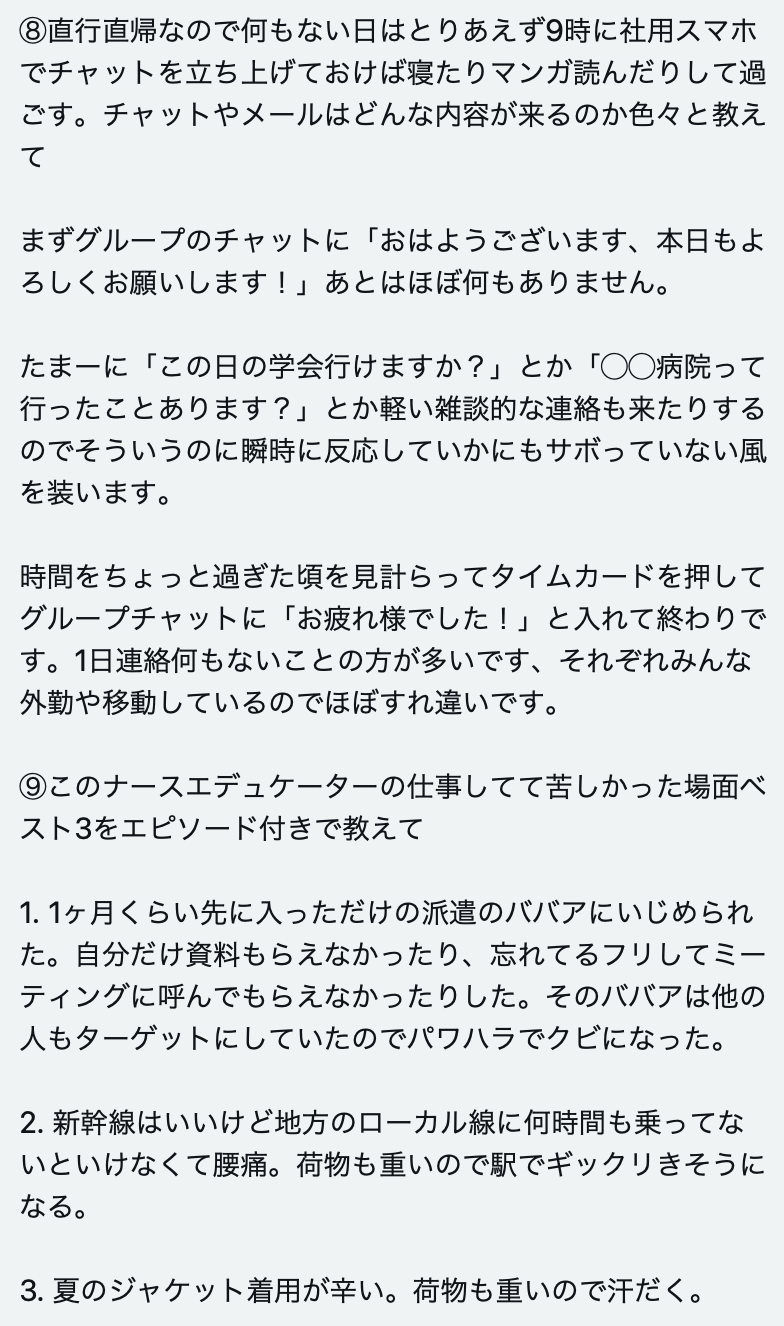 ⑧直行直帰なので何もない日はとりあえず9時に社用スマホ
でチャットを立ち上げておけば寝たりマンガ読んだりして過
ごす。チャットやメールはどんな内容が来るのか色々と教え
て
まずグループのチャットに「おはようございます、本日もよ
ろしくお願いします！」あとはほぼ何もありません。
たまーに「この日の学会行けますか？」とか「◯◯病院って
行ったことあります？」とか軽い雑談的な連絡も来たりする
のでそういうのに瞬時に反応していかにもサボっていない風
を装います。
時間をちょっと過ぎた頃を見計らってタイムカードを押して
グループチャットに「お疲れ様でした！」と入れて終わりで
す。1日連絡何もないことの方が多いです、それぞれみんな
外勤や移動しているのでほぼすれ違いです。
⑨このナースエデュケーターの仕事してて苦しかった場面ベ
スト3をエピソード付きで教えて
1. 1ヶ月くらい先に入っただけの派遣のババアにいじめられ
た。自分だけ資料もらえなかったり、忘れてるフリしてミー
ティングに呼んでもらえなかったりした。そのババアは他の
人もターゲットにしていたのでパワハラでクビになった。
2. 新幹線はいいけど地方のローカル線に何時間も乗ってな
いといけなくて腰痛。荷物も重いので駅でギックリきそうに
なる。
3. 夏のジャケット着用が辛い。荷物も重いので汗だく。